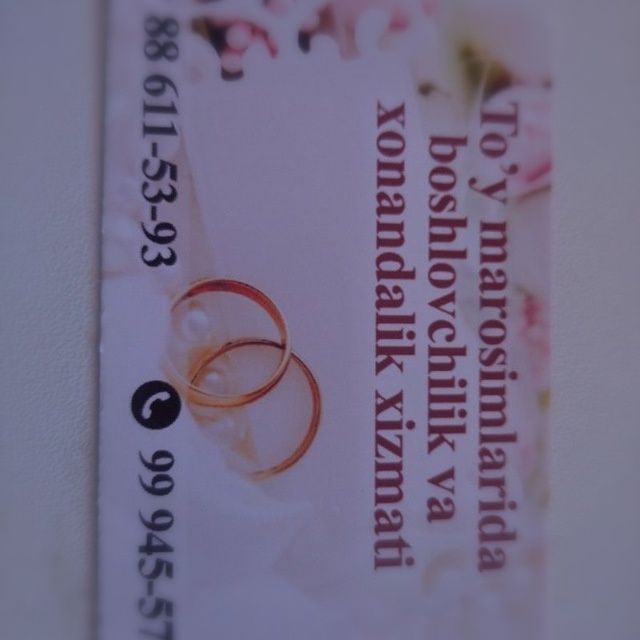 To'y marosimlarida
boshlovchilik va
xonandalik xizmati
88 611-53-93
99 945-57